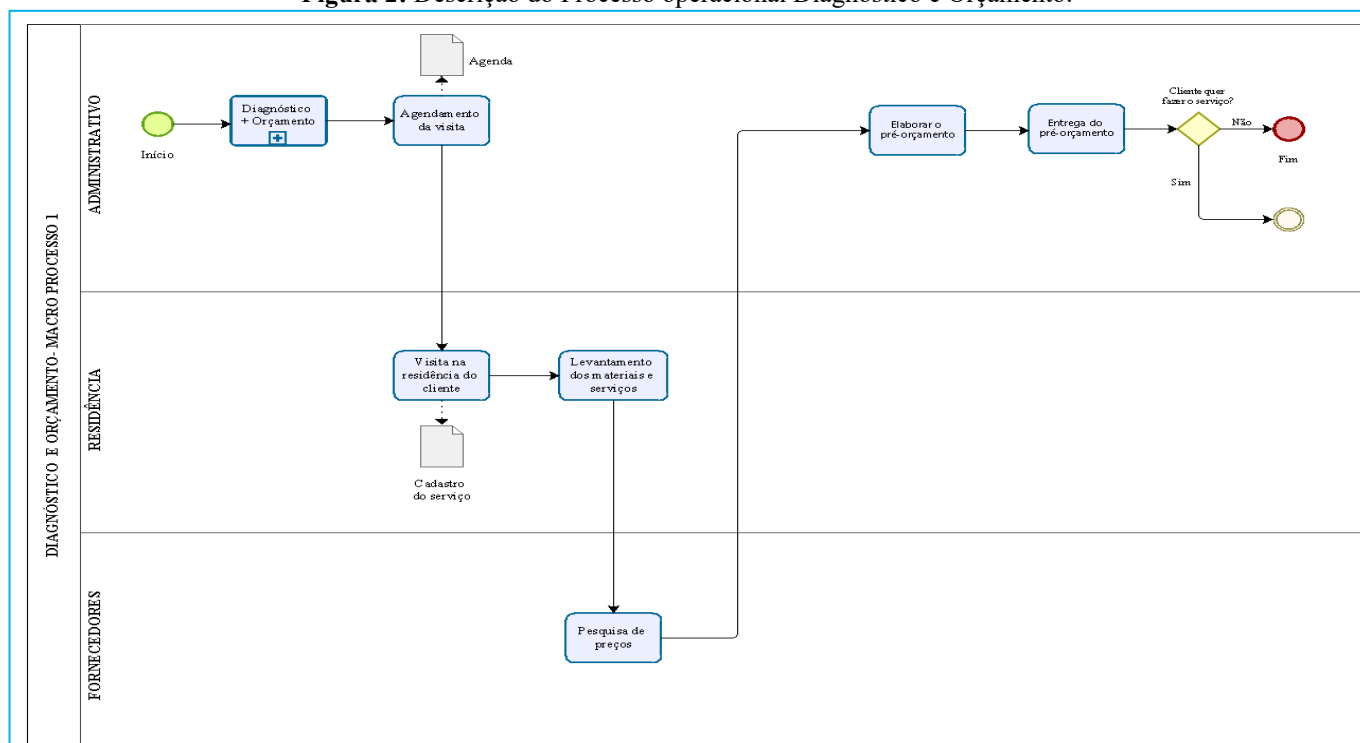 Figura 2: Descrição do Processo operacional Diagnóstico e Orçamento.
DIAGNÓSTICO E ORÇAMENTO- MACRO PROCESSO 1
ADMINISTRATIVO
Início
Diagnóstico
+ Orçamento
Agendamento
da visita
Agenda
Elaborar o
pré-orçamento
Entrega do
pré-orçamento
Cliente quer
fazer o serviço?
Não
Fim
Sim
RESIDÊNCIA
Visita na
residência do
cliente
Levantamento
dos materiais e
serviços
Cadastro
do serviço
FORNECEDORES
Pesquisa de
preços